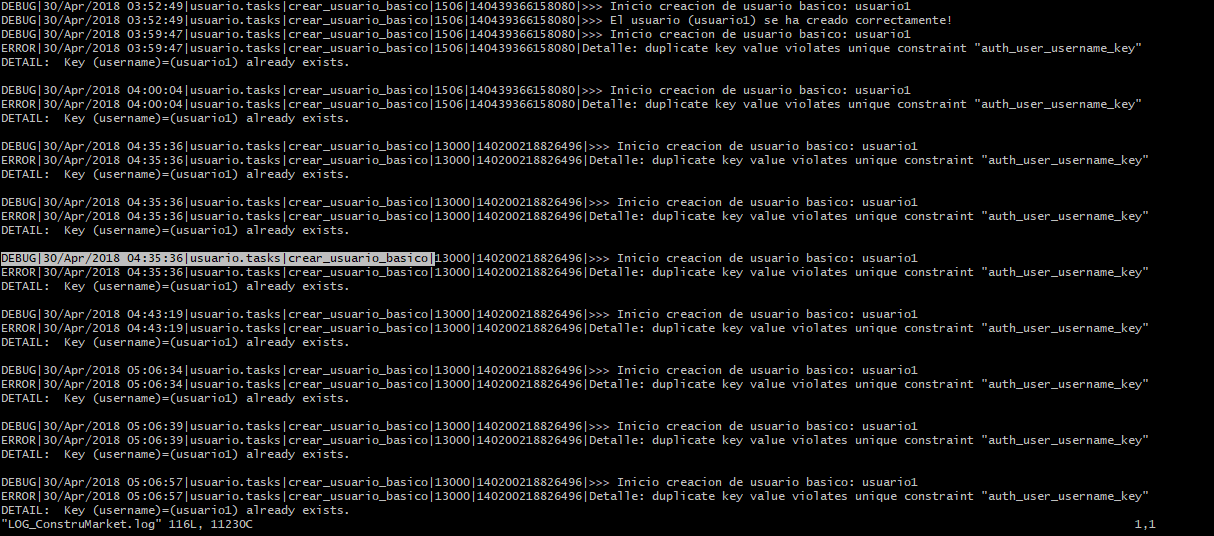 DEBUG|30/Apr/2018 03:52:49|usuario.tasks|crear_usuario_basico|1506|140439366158080|>>> Inicio creacion de usuario basico: usuario1
DEBUG|30/Apr/2018 03:52:49|usuario.tasks|crear_usuario_basico|1506|140439366158080|>>> El usuario (usuario1) se ha creado correctamente!
DEBUG|30/Apr/2018 03:59:47|usuario.tasks|crear_usuario_basico|1506|140439366158080|>>> Inicio creacion de usuario basico: usuario1
ERROR|30/Apr/2018 03:59:47|usuario.tasks|crear_usuario_basico|1506|140439366158080|Detalle: duplicate key value violates unique constraint "auth_user_username_key"
DETAIL:  Key (username)=(usuario1) already exists.

DEBUG|30/Apr/2018 04:00:04|usuario.tasks|crear_usuario_basico|1506|140439366158080|>>> Inicio creacion de usuario basico: usuario1
ERROR|30/Apr/2018 04:00:04|usuario.tasks|crear_usuario_basico|1506|140439366158080|Detalle: duplicate key value violates unique constraint "auth_user_username_key"
DETAIL:  Key (username)=(usuario1) already exists.

DEBUG|30/Apr/2018 04:35:36|usuario.tasks|crear_usuario_basico|13000|140200218826496|>>> Inicio creacion de usuario basico: usuario1
ERROR|30/Apr/2018 04:35:36|usuario.tasks|crear_usuario_basico|13000|140200218826496|Detalle: duplicate key value violates unique constraint "auth_user_username_key"
DETAIL:  Key (username)=(usuario1) already exists.

DEBUG|30/Apr/2018 04:35:36|usuario.tasks|crear_usuario_basico|13000|140200218826496|>>> Inicio creacion de usuario basico: usuario1
ERROR|30/Apr/2018 04:35:36|usuario.tasks|crear_usuario_basico|13000|140200218826496|Detalle: duplicate key value violates unique constraint "auth_user_username_key"
DETAIL:  Key (username)=(usuario1) already exists.

DEBUG|30/Apr/2018 04:35:36|usuario.tasks|crear_usuario_basico|13000|140200218826496|>>> Inicio creacion de usuario basico: usuario1
ERROR|30/Apr/2018 04:35:36|usuario.tasks|crear_usuario_basico|13000|140200218826496|Detalle: duplicate key value violates unique constraint "auth_user_username_key"
DETAIL:  Key (username)=(usuario1) already exists.

DEBUG|30/Apr/2018 04:43:19|usuario.tasks|crear_usuario_basico|13000|140200218826496|>>> Inicio creacion de usuario basico: usuario1
ERROR|30/Apr/2018 04:43:19|usuario.tasks|crear_usuario_basico|13000|140200218826496|Detalle: duplicate key value violates unique constraint "auth_user_username_key"
DETAIL:  Key (username)=(usuario1) already exists.

DEBUG|30/Apr/2018 05:06:34|usuario.tasks|crear_usuario_basico|13000|140200218826496|>>> Inicio creacion de usuario basico: usuario1
ERROR|30/Apr/2018 05:06:34|usuario.tasks|crear_usuario_basico|13000|140200218826496|Detalle: duplicate key value violates unique constraint "auth_user_username_key"
DETAIL:  Key (username)=(usuario1) already exists.

DEBUG|30/Apr/2018 05:06:39|usuario.tasks|crear_usuario_basico|13000|140200218826496|>>> Inicio creacion de usuario basico: usuario1
ERROR|30/Apr/2018 05:06:39|usuario.tasks|crear_usuario_basico|13000|140200218826496|Detalle: duplicate key value violates unique constraint "auth_user_username_key"
DETAIL:  Key (username)=(usuario1) already exists.

DEBUG|30/Apr/2018 05:06:57|usuario.tasks|crear_usuario_basico|13000|140200218826496|>>> Inicio creacion de usuario basico: usuario1
ERROR|30/Apr/2018 05:06:57|usuario.tasks|crear_usuario_basico|13000|140200218826496|Detalle: duplicate key value violates unique constraint "auth_user_username_key"
DETAIL:  Key (username)=(usuario1) already exists.
"LOG_ConstruMarket.log" 116L, 11230C 1,1